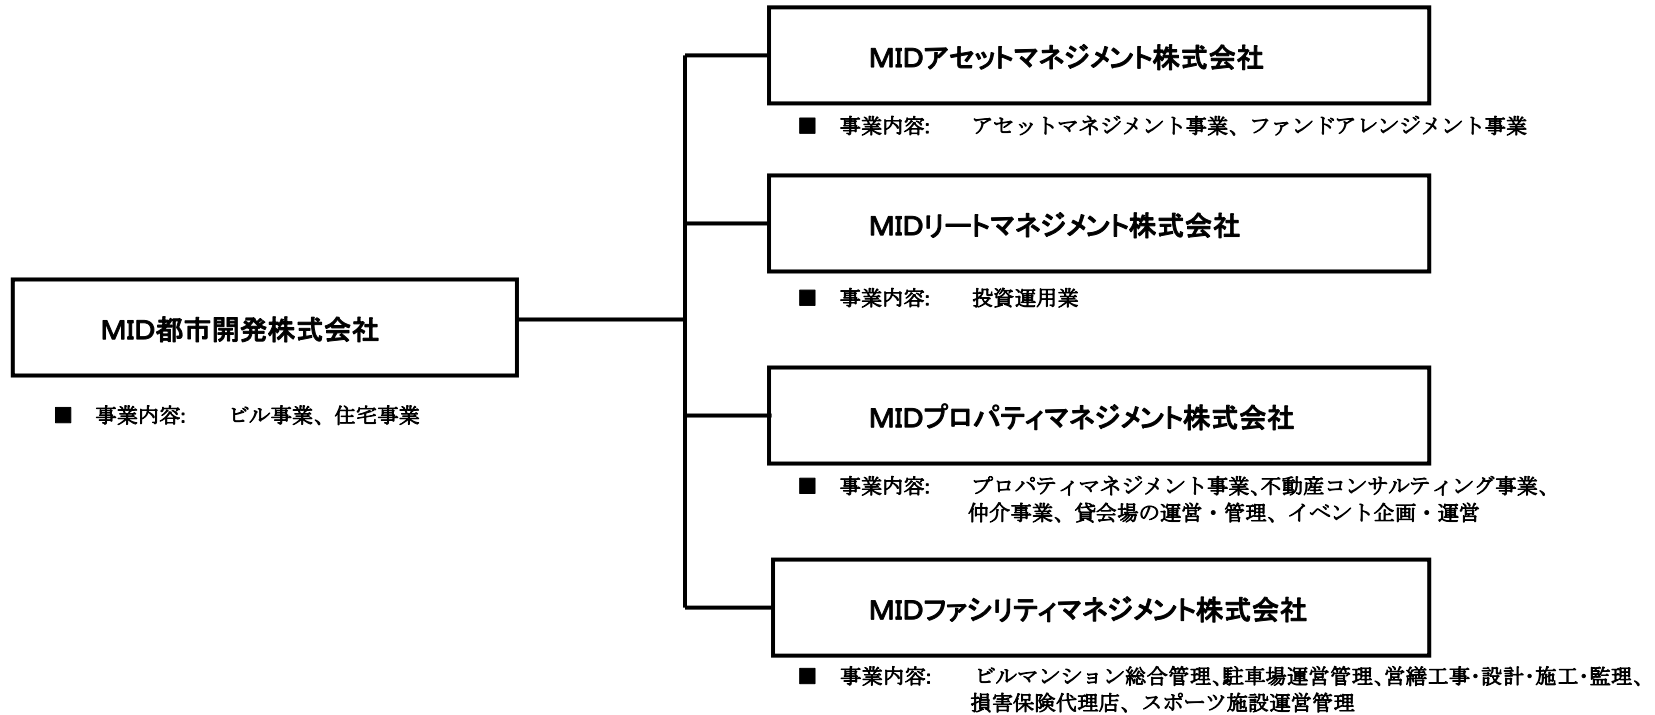 MIDアセットマネジメント株式会社
■ 事業内容: アセットマネジメント事業、ファンドアレンジメント事業
MIDリートマネジメント株式会社
■ 事業内容: 投資運用業
MID都市開発株式会社
■ 事業内容: ビル事業、住宅事業
MIDプロパティマネジメント株式会社
■ 事業内容: プロパティマネジメント事業、不動産コンサルティング事業、
仲介事業、貸会場の運営・管理、イベント企画・運営
MIDファシリティマネジメント株式会社
■ 事業内容: ビルマンション総合管理、駐車場運営管理、営繕工事・設計・施工・監理、
損害保険代理店、スポーツ施設運営管理